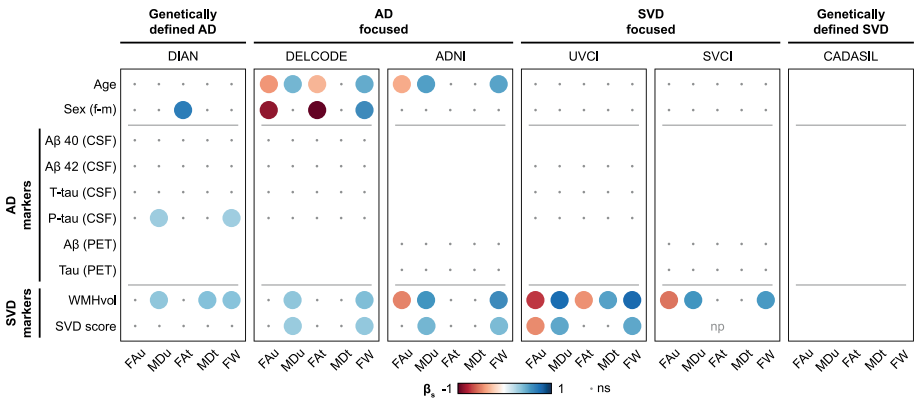 Genetically
defined AD
AD
focused
SVD
focused
Genetically
defined SVD
DIAN
DELCODE
ADNI
UVCI
SVCI
CADASIL
Age
Sex (f-m)
AD
markers
Aβ 40 (CSF)
Aβ 42 (CSF)
T-tau (CSF)
P-tau (CSF)
Aβ (PET)
Tau (PET)
SVD
markers
WMHvol
SVD score
np
FAu MDu FAt MDt FW FAu MDu FAt MDt FW FAu MDu FAt MDt FW FAu MDu FAt MDt FW FAu MDu FAt MDt FW FAu MDu FAt MDt FW
βs -1 1 ns